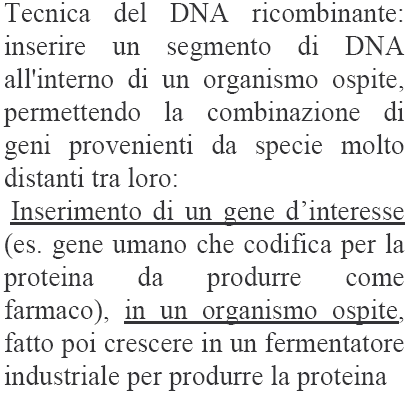 Tecnica del DNA ricombinante:
inserire un segmento di DNA
all'interno di un organismo ospite,
permettendo la combinazione di
geni provenienti da specie molto
distanti tra loro:
Inserimento di un gene d’interesse
(es. gene umano che codifica per la
proteina da produrre come
farmaco), in un organismo ospite,
fatto poi crescere in un fermentatore
industriale per produrre la proteina